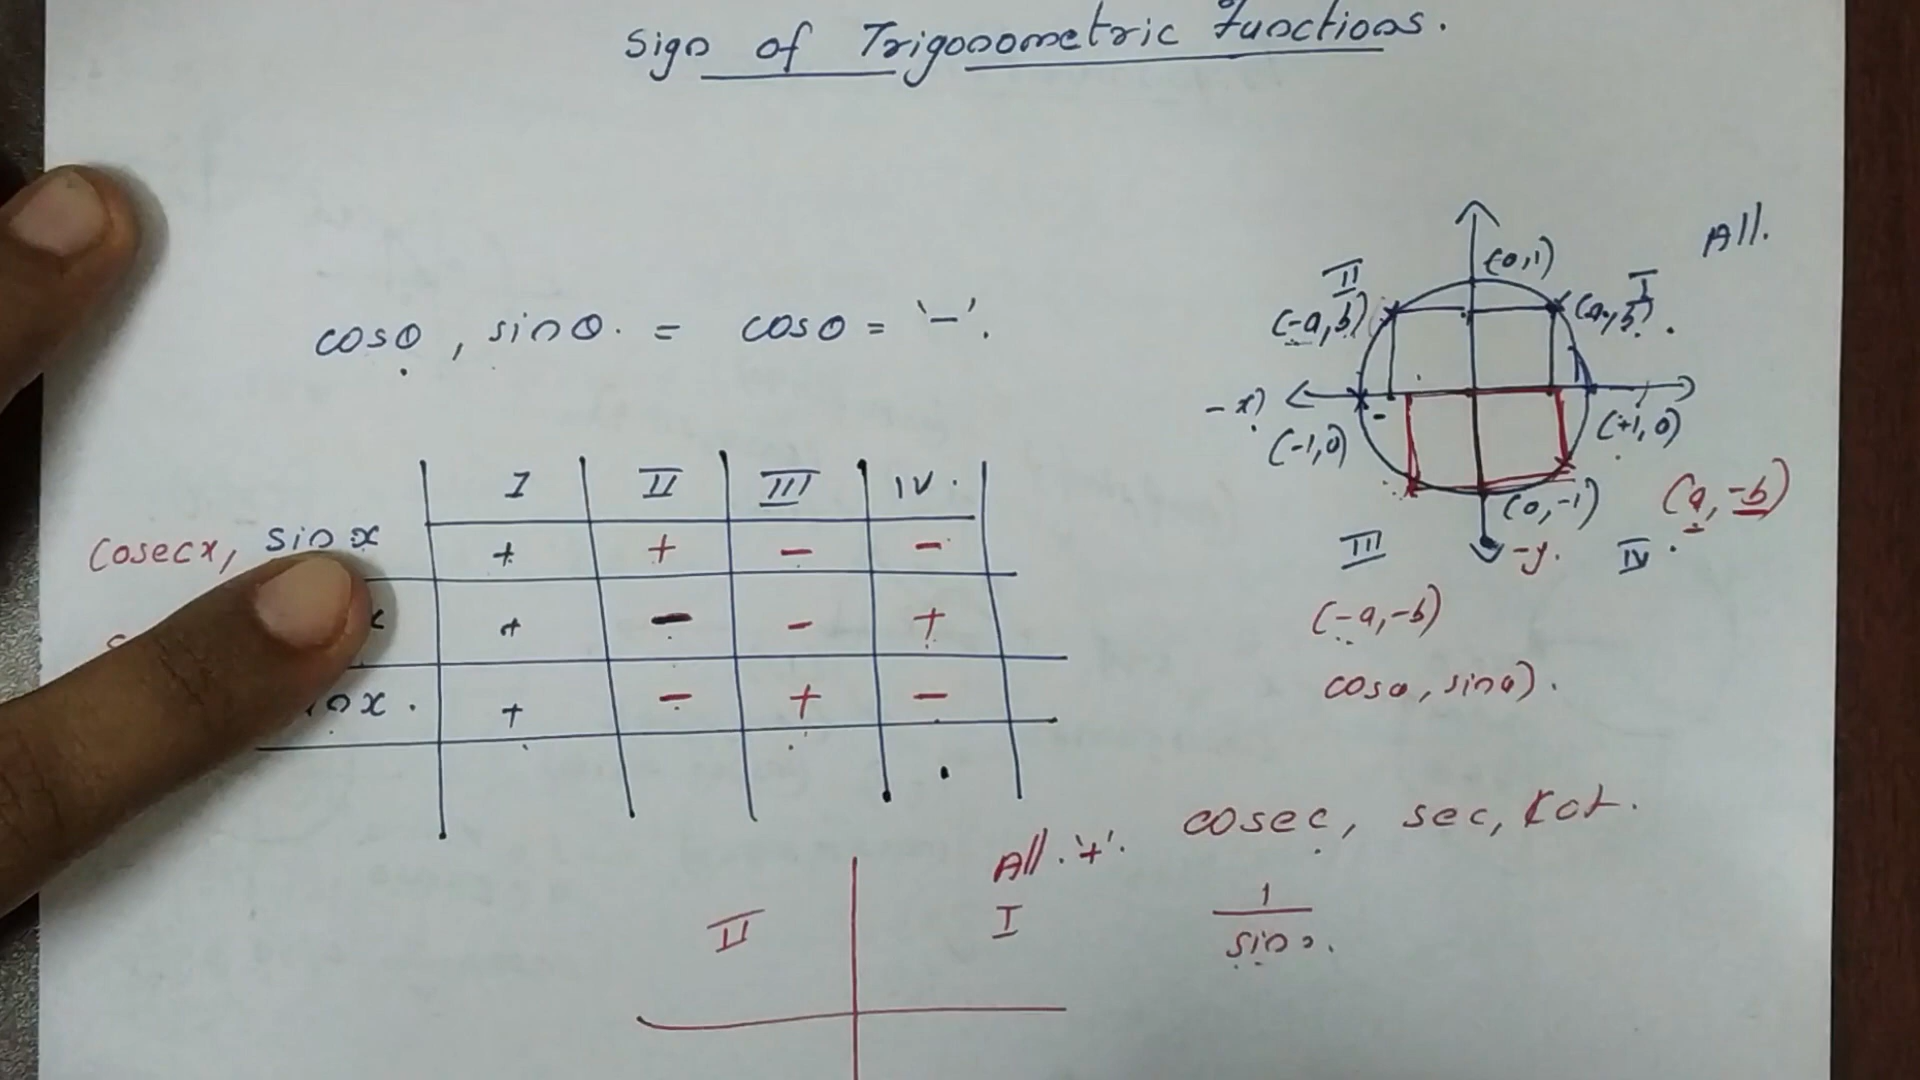 Sign of Trigonometric Functions.
All.
(0,1)
II
I
(-a,b)
(a,b).
cosθ, sinθ. = cosθ = '-'.
-x
(-1,0)
(+1,0)
(0,-1)
(a,-b)
-y.
III
IV.
(-a,-b)
cosθ, sinθ).
I II III IV.
cosecx, sinx + + - -
+ - - +
+ - + -
All '+'.
cosec, sec, cot.
II
I
1
sinx.